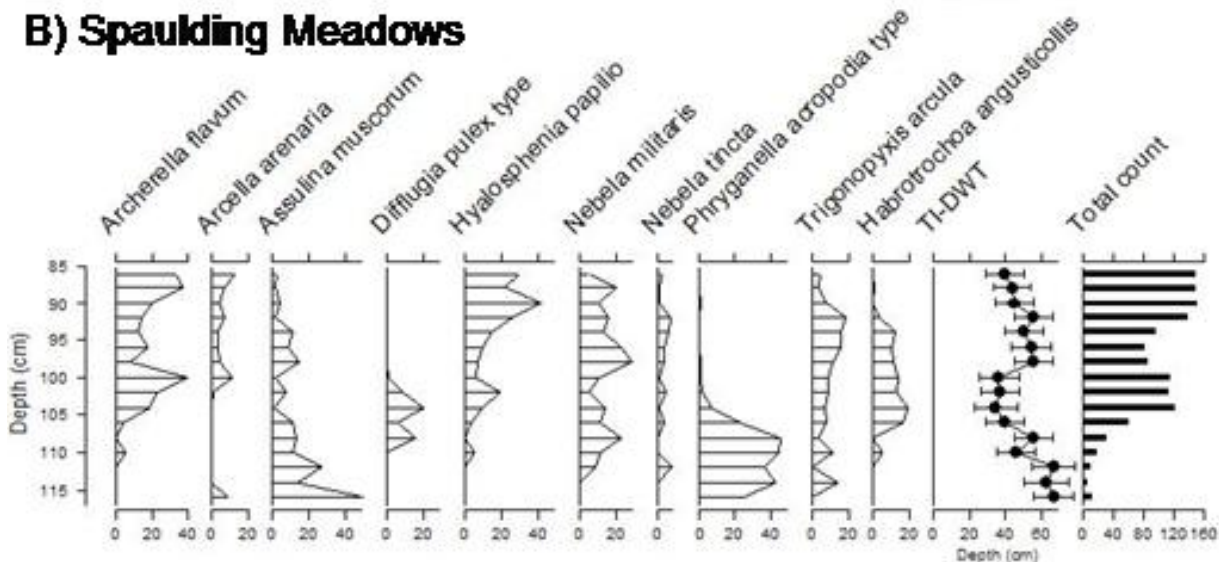 B) Spaulding Meadows
Archerella flavum
Arcella arenaria
Assulina muscorum
Difflugia pulex type
Hyalosphenia papilio
Nebela militaris
Nebela tincta
Phryganella acropodia type
Trigonopyxis arcula
Habrotrochoa angusticollis
TI-DWT
Total count
Depth (cm)
85
90
95
100
105
110
115
0 20 40 0 0 20 40 0 20 0 20 40 0 20 0 0 20 40 0 20 0 20 0 20 40 60 0 40 80 120 160
Depth (cm)